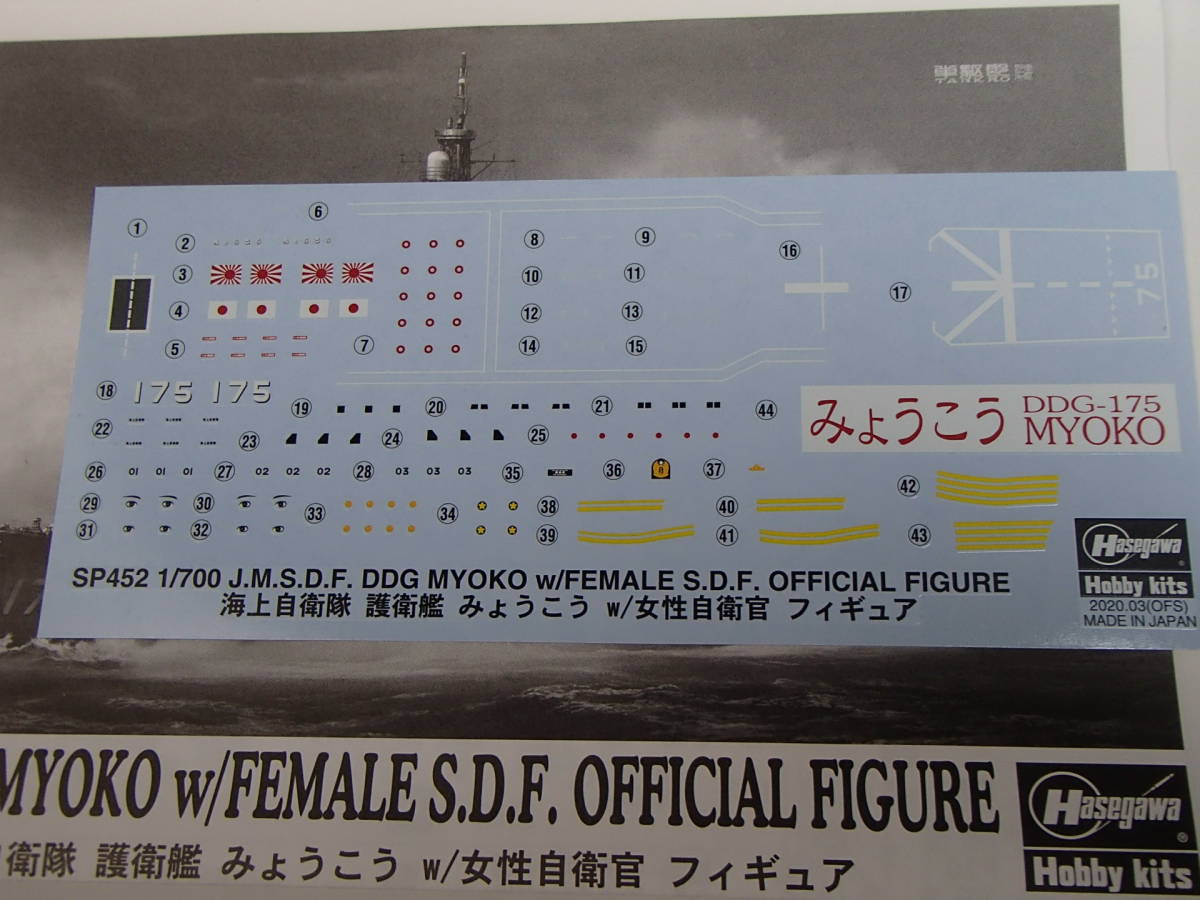 単駆艦
TANKRO
1
6
2
3
4
5
7
8
9
10
11
12
13
14
15
16
17
75
18
175 175
19
20
21
44
みょうこう DDG-175
MYOKO
22
23
24
25
26
01 01 01
27
02 02 02
28
03 03 03
35
36
8
37
29
30
31
32
33
34
38
39
40
41
42
43
Hasegawa
Hobby kits
2020.03(OFS)
MADE IN JAPAN
SP452 1/700 J.M.S.D.F. DDG MYOKO w/FEMALE S.D.F. OFFICIAL FIGURE
海上自衛隊 護衛艦 みょうこう w/女性自衛官 フィギュア
MYOKO w/FEMALE S.D.F. OFFICIAL FIGURE
衛隊 護衛艦 みょうこう w/女性自衛官 フィギュア
Hasegawa®
Hobby kits